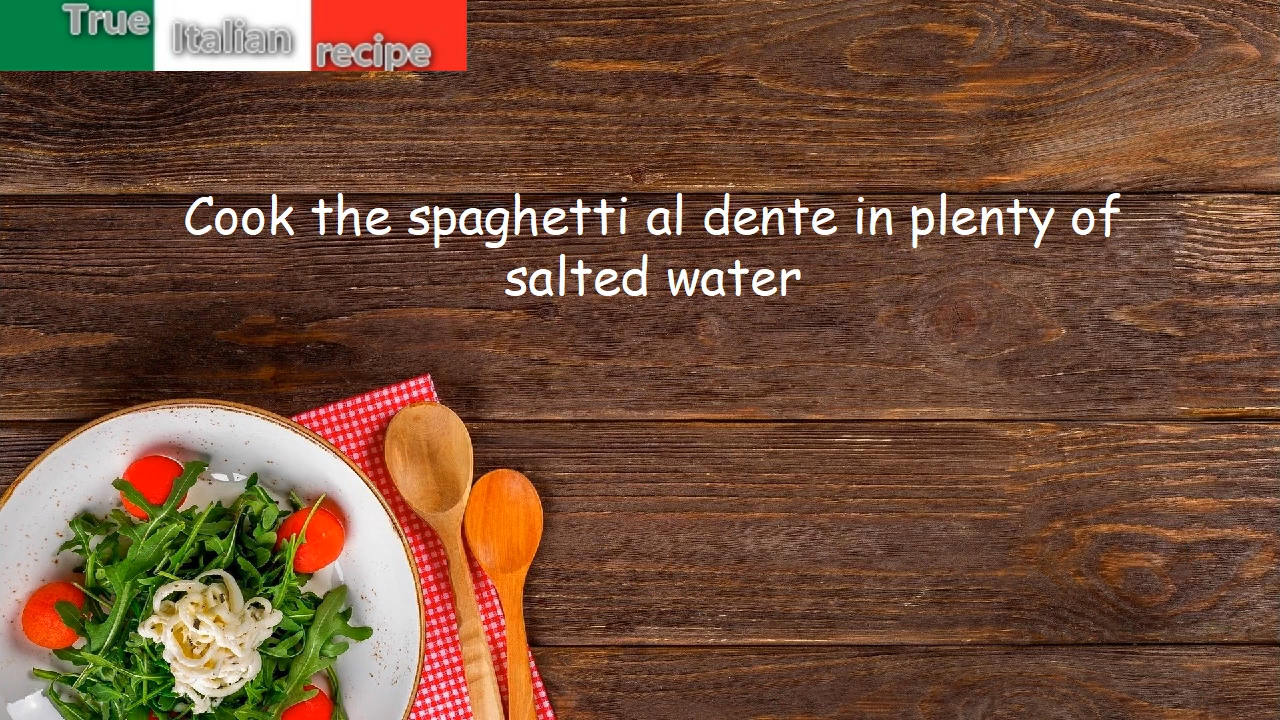 True Italian recipe
Cook the spaghetti al dente in plenty of
salted water